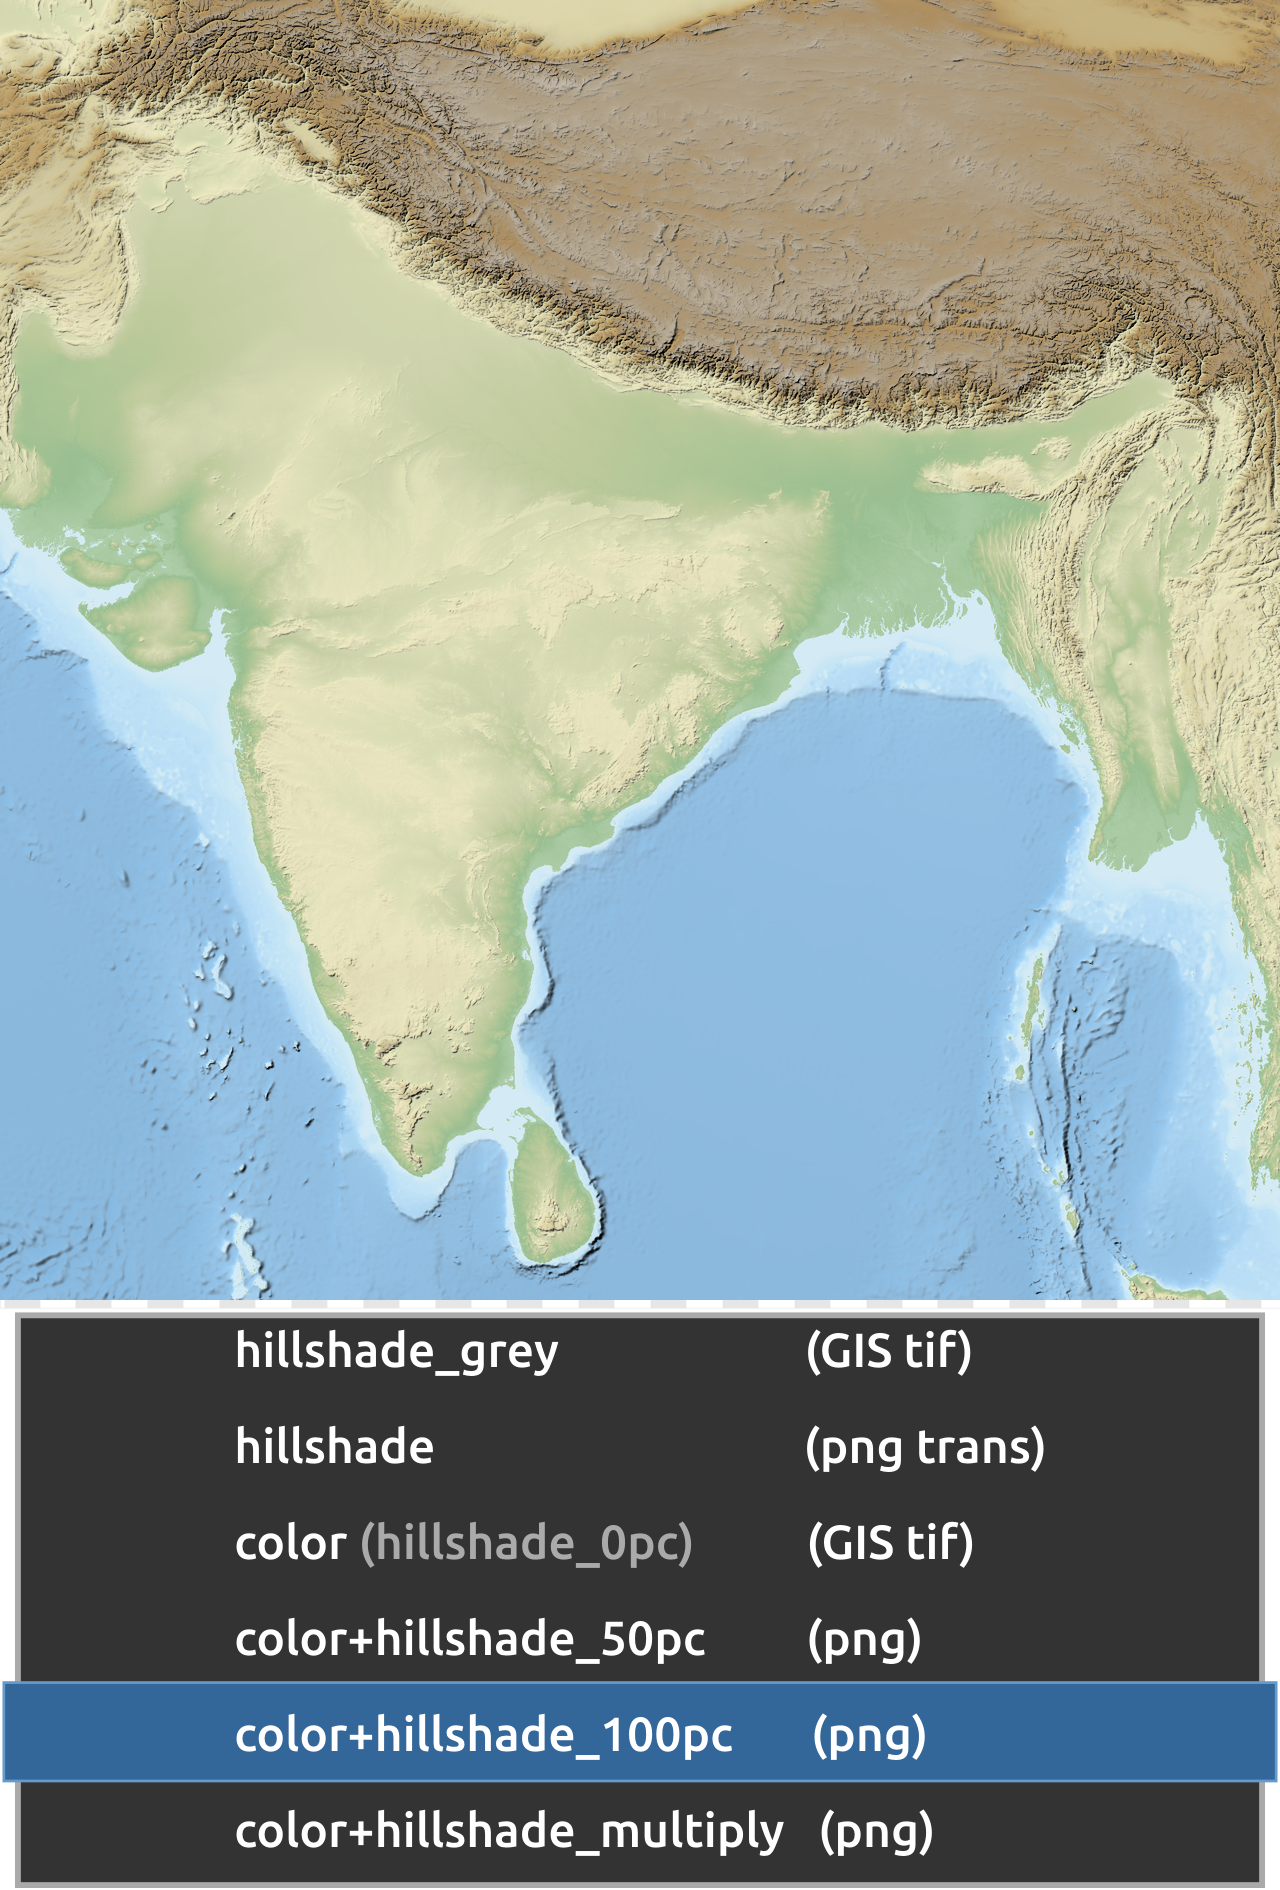 hillshade_grey (GIS tif)
hillshade (png trans)
color (hillshade_0pc) (GIS tif)
color+hillshade_50pc (png)
color+hillshade_100pc (png)
color+hillshade_multiply (png)